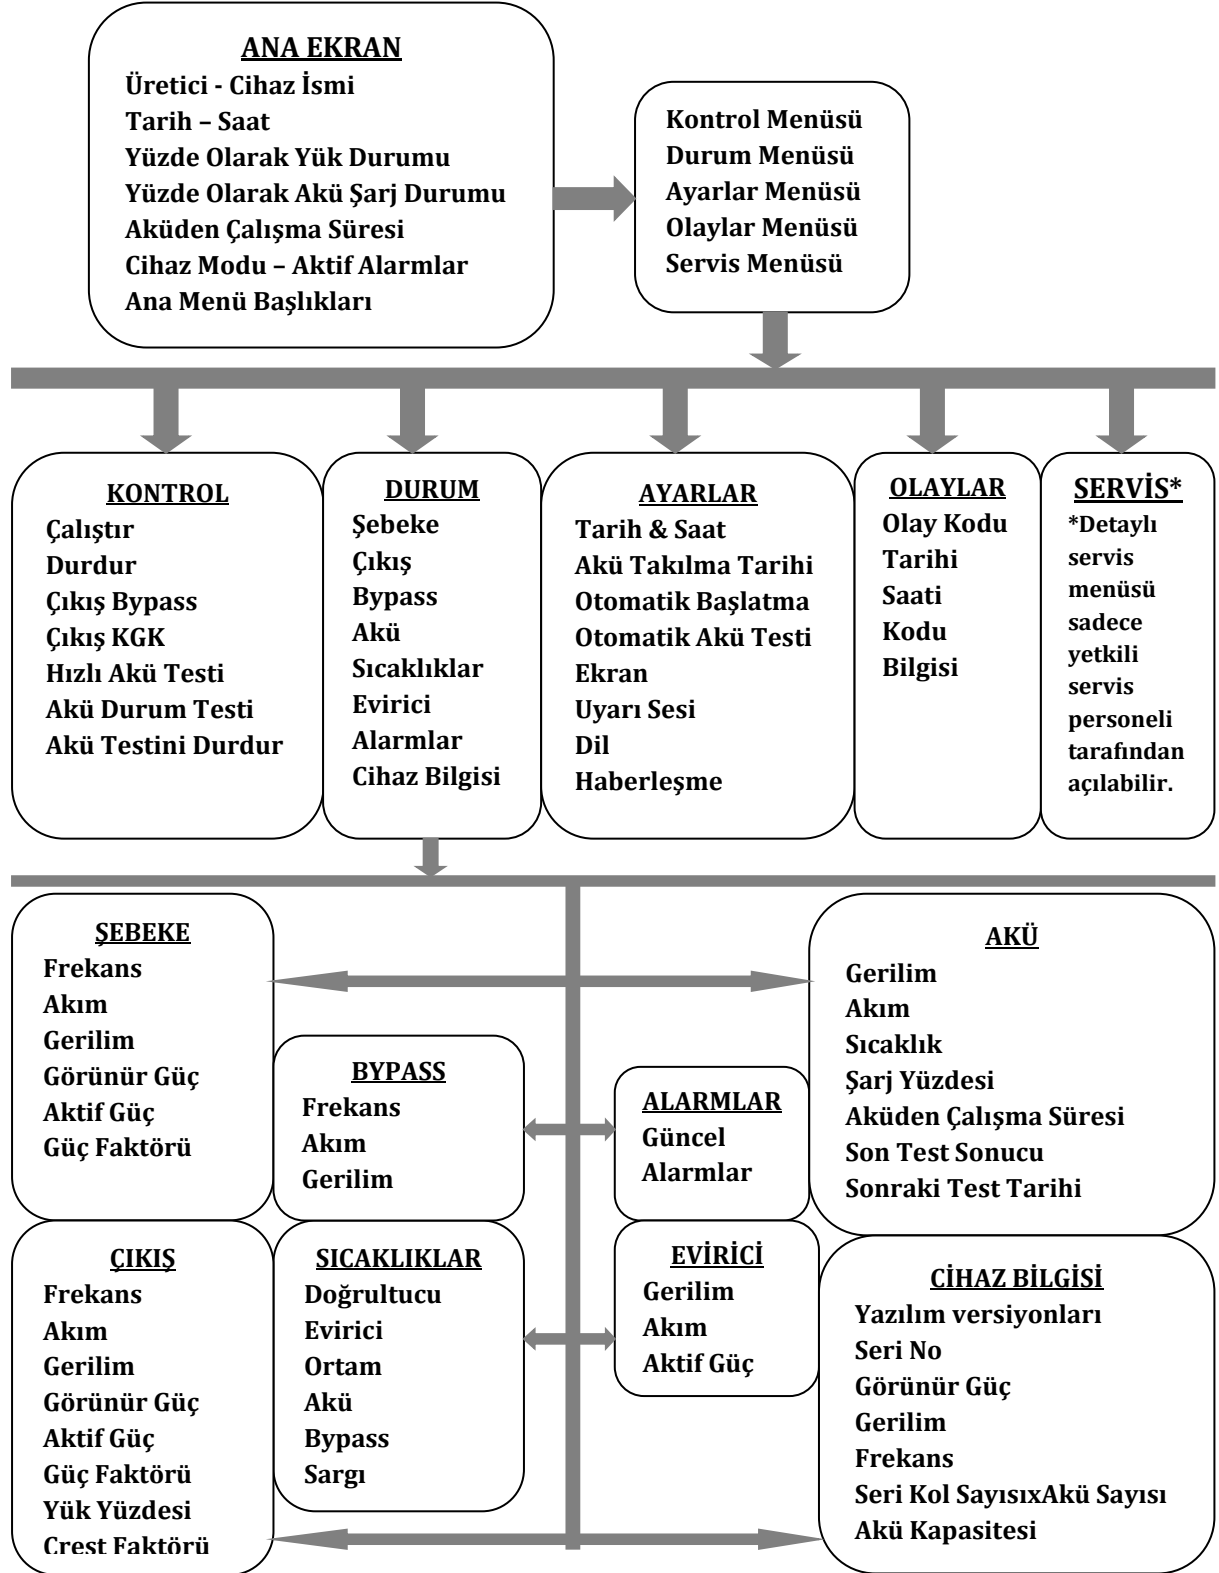 ANA EKRAN
Üretici - Cihaz İsmi
Tarih – Saat
Yüzde Olarak Yük Durumu
Yüzde Olarak Akü Şarj Durumu
Aküden Çalışma Süresi
Cihaz Modu – Aktif Alarmlar
Ana Menü Başlıkları
Kontrol Menüsü
Durum Menüsü
Ayarlar Menüsü
Olaylar Menüsü
Servis Menüsü
KONTROL
Çalıştır
Durdur
Çıkış Bypass
Çıkış KGK
Hızlı Akü Testi
Akü Durum Testi
Akü Testini Durdur
DURUM
Şebeke
Çıkış
Bypass
Akü
Sıcaklıklar
Evirici
Alarmlar
Cihaz Bilgisi
AYARLAR
Tarih & Saat
Akü Takılma Tarihi
Otomatik Başlatma
Otomatik Akü Testi
Ekran
Uyarı Sesi
Dil
Haberleşme
OLAYLAR
Olay Kodu
Tarihi
Saati
Kodu
Bilgisi
SERVİS*
*Detaylı
servis
menüsü
sadece
yetkili
servis
personeli
tarafından
açılabilir.
ŞEBEKE
Frekans
Akım
Gerilim
Görünür Güç
Aktif Güç
Güç Faktörü
BYPASS
Frekans
Akım
Gerilim
ALARMLAR
Güncel
Alarmlar
AKÜ
Gerilim
Akım
Sıcaklık
Şarj Yüzdesi
Aküden Çalışma Süresi
Son Test Sonucu
Sonraki Test Tarihi
ÇIKIŞ
Frekans
Akım
Gerilim
Görünür Güç
Aktif Güç
Güç Faktörü
Yük Yüzdesi
Crest Faktörü
SICAKLIKLAR
Doğrultucu
Evirici
Ortam
Akü
Bypass
Sargı
EVİRİCİ
Gerilim
Akım
Aktif Güç
CİHAZ BİLGİSİ
Yazılım versiyonları
Seri No
Görünür Güç
Gerilim
Frekans
Seri Kol SayısıxAkü Sayısı
Akü Kapasitesi